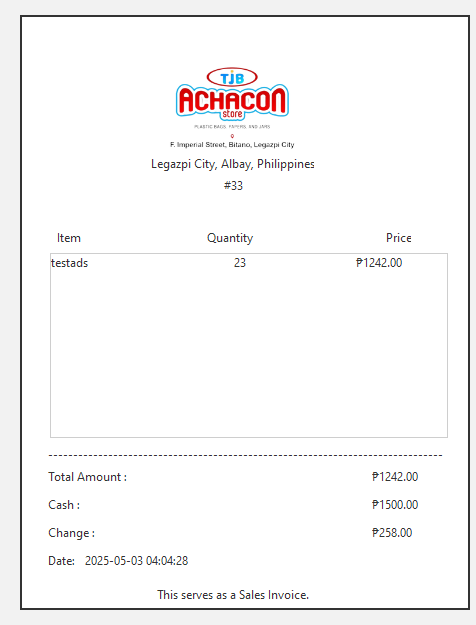 TJB
ACHACON
store
PLASTIC BAGS, PAPERS, AND JARS
F. Imperial Street, Bitano, Legazpi City
Legazpi City, Albay, Philippines
#33
Item Quantity Price
testads 23 ₱1242.00
Total Amount : ₱1242.00
Cash : ₱1500.00
Change : ₱258.00
Date: 2025-05-03 04:04:28
This serves as a Sales Invoice.